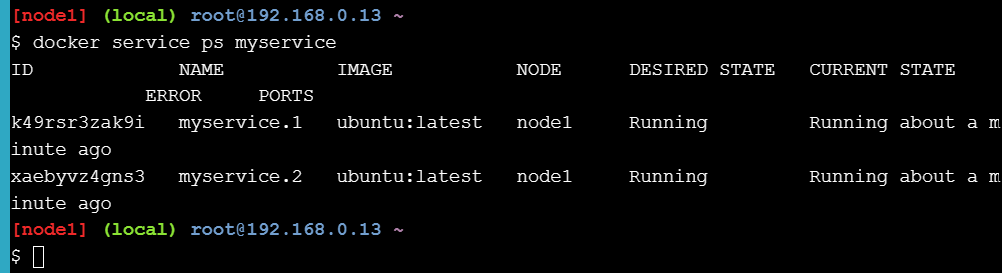 [node1] (local) root@192.168.0.13 ~
$ docker service ps myservice
ID             NAME          IMAGE           NODE      DESIRED STATE   CURRENT STATE
            ERROR     PORTS
k49rsr3zak9i   myservice.1   ubuntu:latest   node1     Running         Running about a m
inute ago
xaebyvz4gns3   myservice.2   ubuntu:latest   node1     Running         Running about a m
inute ago
[node1] (local) root@192.168.0.13 ~
$